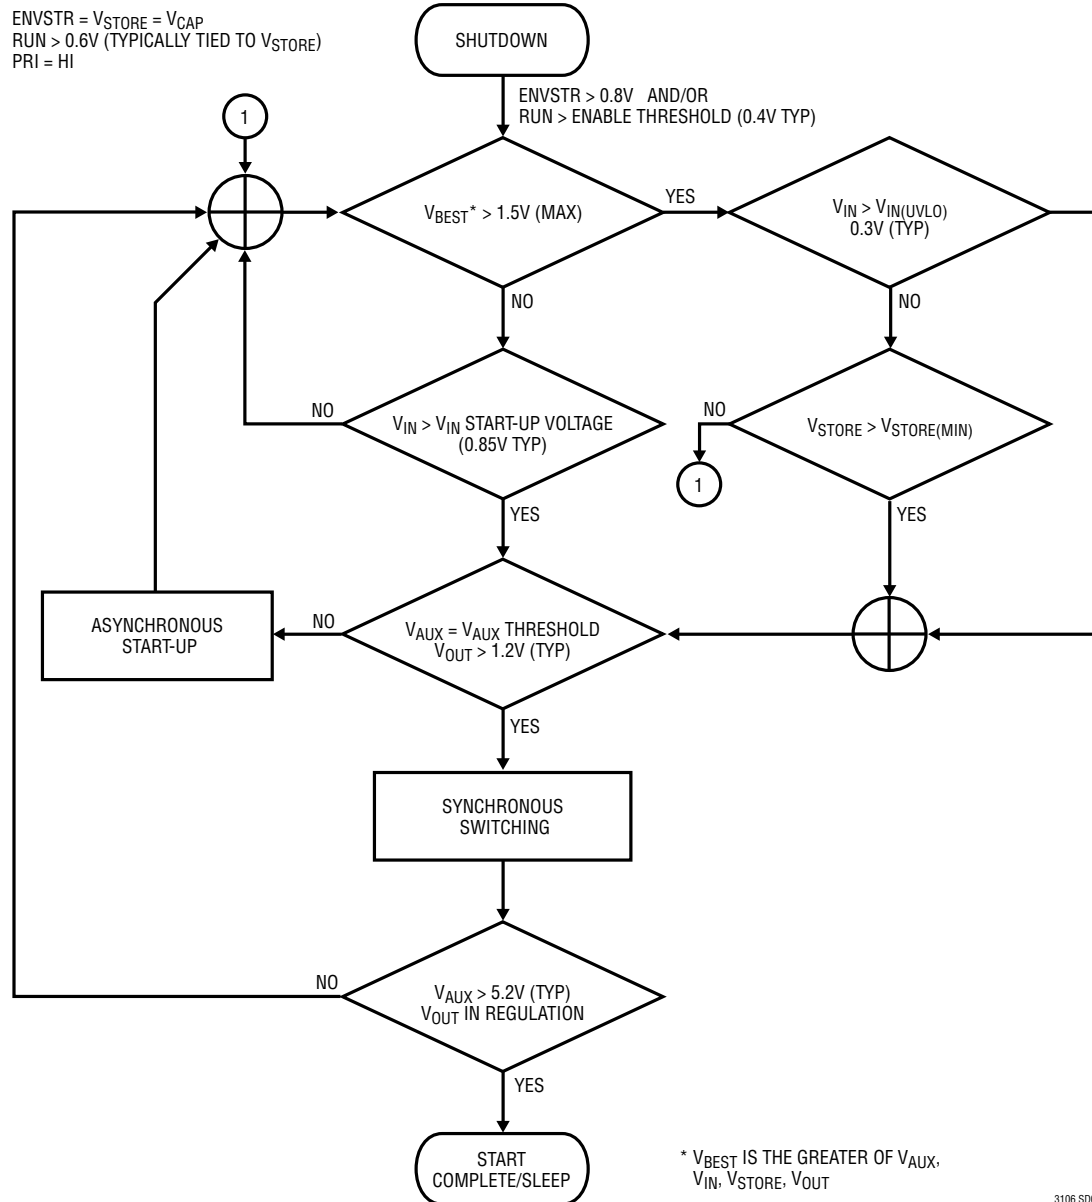 ENVSTR = VSTORE = VCAP
RUN > 0.6V (TYPICALLY TIED TO VSTORE)
PRI = HI
SHUTDOWN
ENVSTR > 0.8V AND/OR
RUN > ENABLE THRESHOLD (0.4V TYP)
1
VBEST* > 1.5V (MAX)
YES
VIN > VIN(UVLO)
0.3V (TYP)
NO
NO
NO
VIN > VIN START-UP VOLTAGE
(0.85V TYP)
NO
VSTORE > VSTORE(MIN)
1
YES
YES
ASYNCHRONOUS
START-UP
NO
VAUX = VAUX THRESHOLD
VOUT > 1.2V (TYP)
YES
SYNCHRONOUS
SWITCHING
NO
VAUX > 5.2V (TYP)
VOUT IN REGULATION
YES
START
COMPLETE/SLEEP
* VBEST IS THE GREATER OF VAUX,
VIN, VSTORE, VOUT